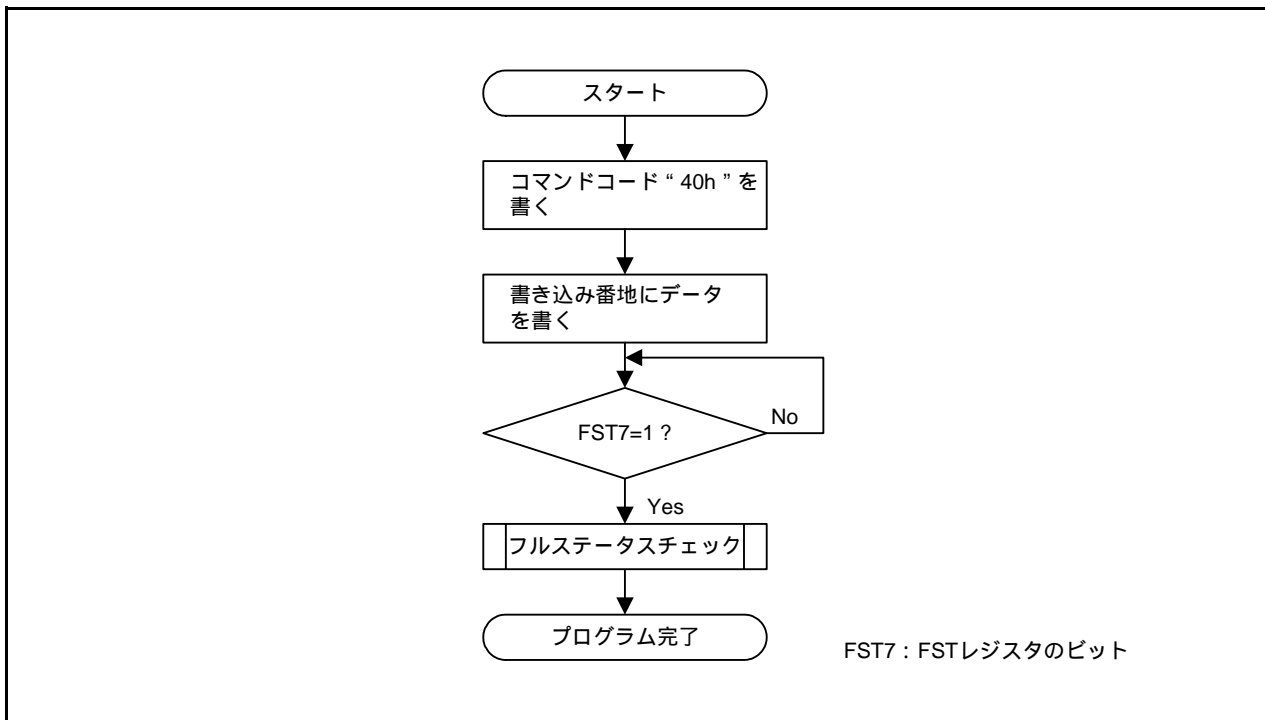 スタート
コマンドコード“ 40h ”を
書く
書き込み番地にデータ
を書く
FST7=1 ?
No
Yes
フルステータスチェック
プログラム完了
FST7 : FSTレジスタのビット